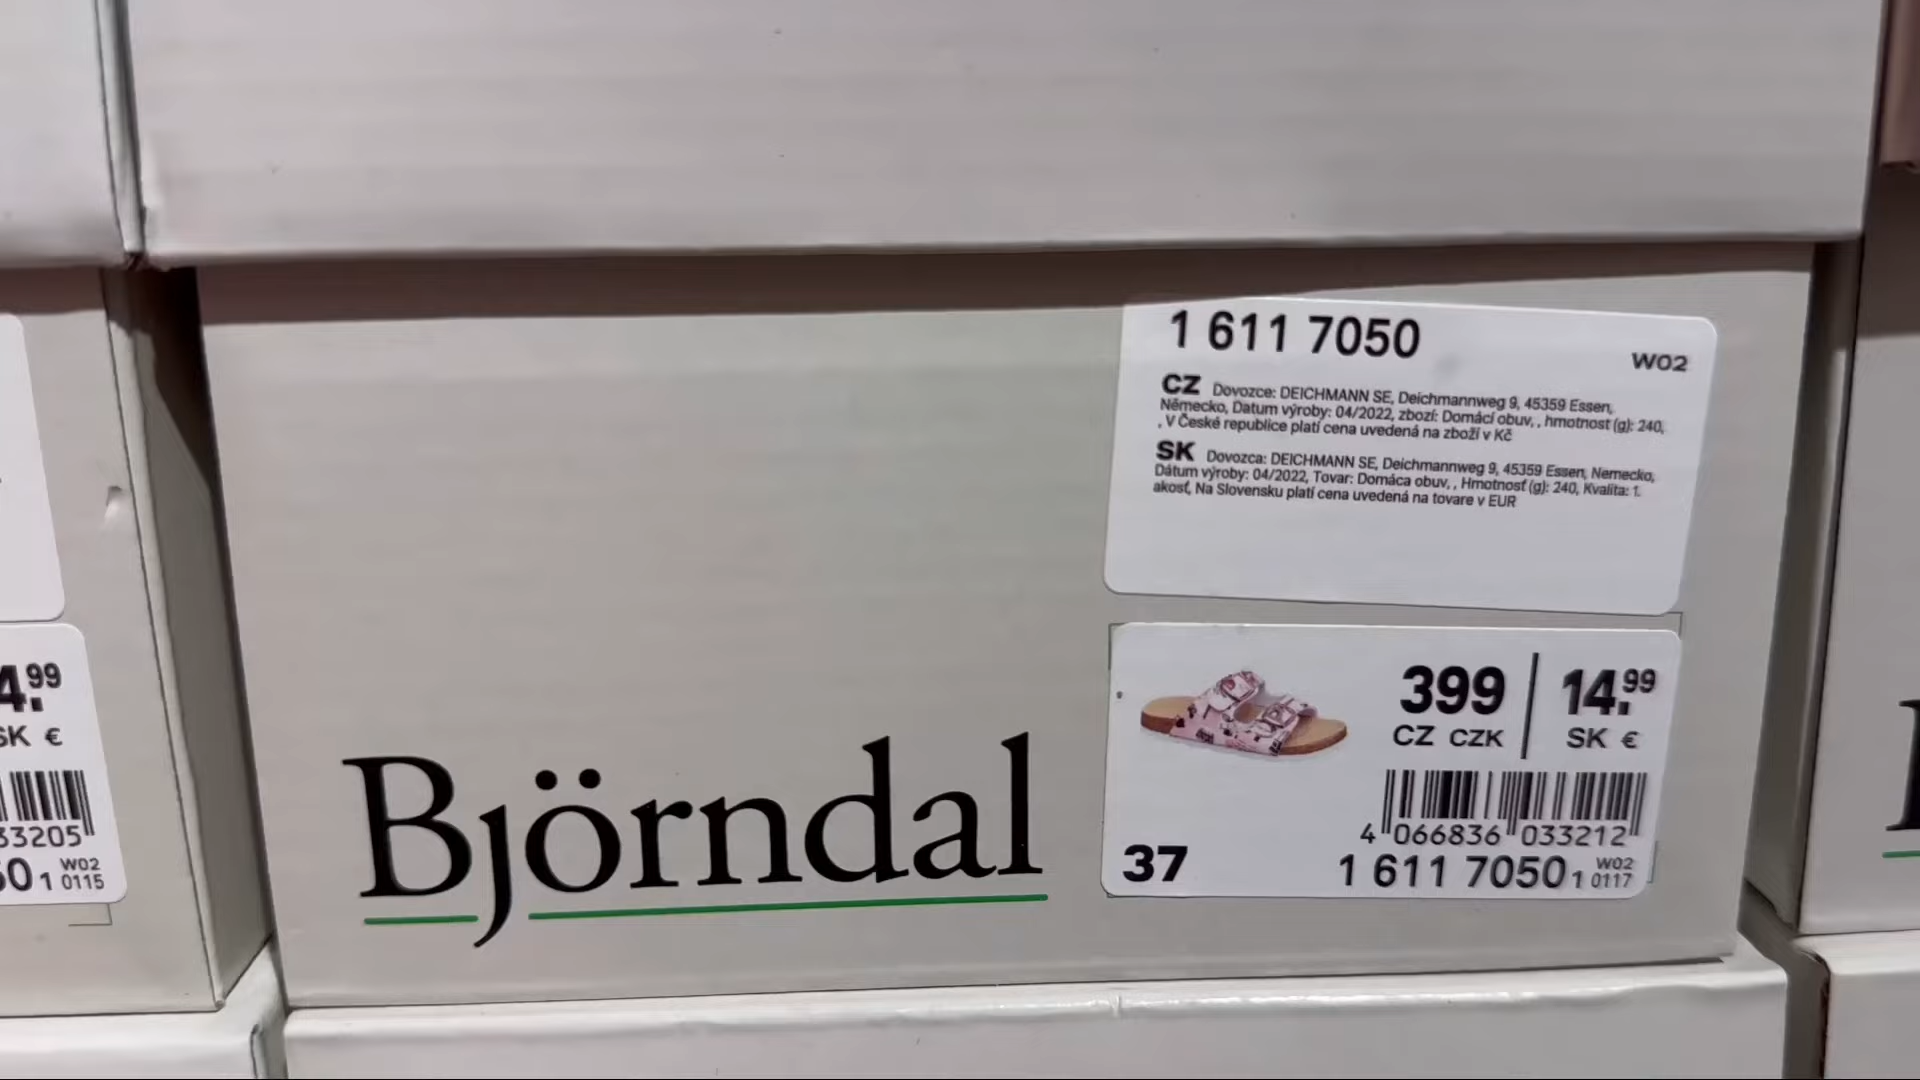 1 611 7050
W02
CZ Dovozce: DEICHMANN SE, Deichmannweg 9, 45359 Essen,
Německo, Datum výroby: 04/2022, zboží: Domácí obuv, , hmotnost (g): 240,
, V České republice platí cena uvedená na zboží v Kč
SK Dovozca: DEICHMANN SE, Deichmannweg 9, 45359 Essen, Nemecko,
Dátum výroby: 04/2022, Tovar: Domáca obuv, , Hmotnosť (g): 240, Kvalita: 1.
akosť, Na Slovensku platí cena uvedená na tovare v EUR
399 | 14.99
CZ CZK SK €
4 066836 033212
37
1 611 7050 1 W02 0117
Björndal
4.99
SK €
33205
50 1 W02 0115